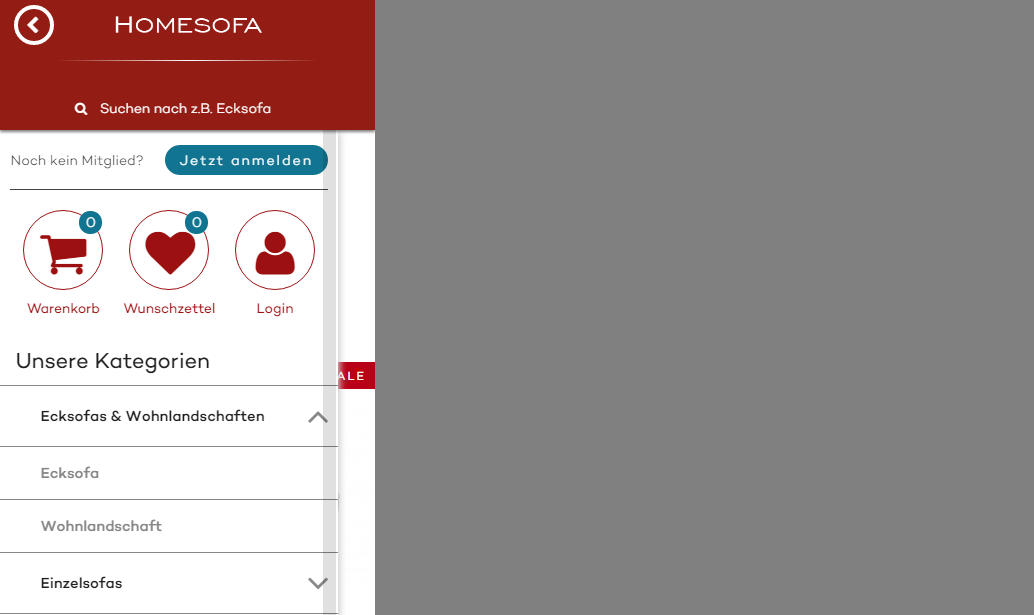 HOMESOFA
Suchen nach z.B. Ecksofa
Noch kein Mitglied? Jetzt anmelden
0 0
Warenkorb Wunschzettel Login
Unsere Kategorien
ALE
Ecksofas & Wohnlandschaften
Ecksofa
Wohnlandschaft
Einzelsofas